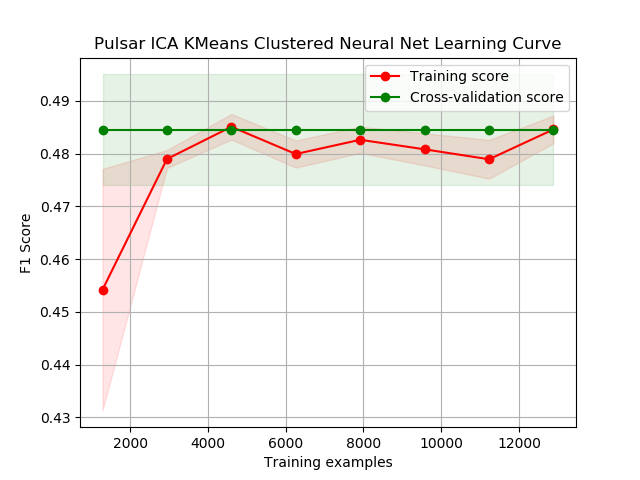 Pulsar ICA KMeans Clustered Neural Net Learning Curve
Training score
Cross-validation score
0.49
0.48
0.47
0.46
0.45
0.44
0.43
F1 Score
2000 4000 6000 8000 10000 12000
Training examples